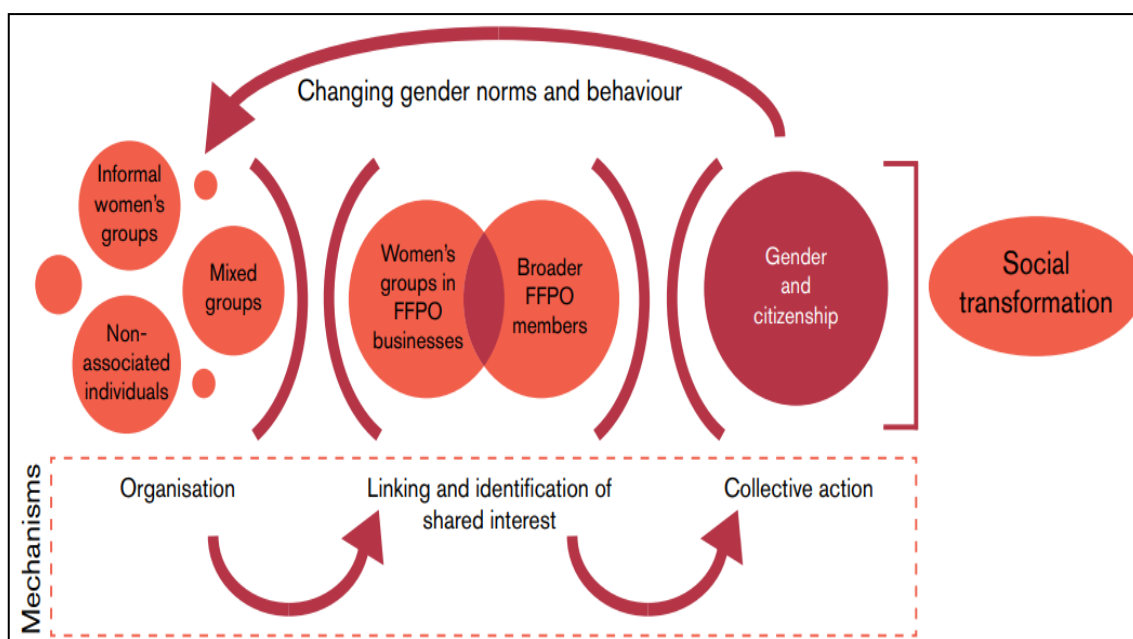 Changing gender norms and behaviour
Informal
women's
groups
Mixed
groups
Non-
associated
individuals
Women's
groups in
FFPO
businesses
Broader
FFPO
members
Gender
and
citizenship
Social
transformation
Mechanisms
Organisation
Linking and identification of
shared interest
Collective action